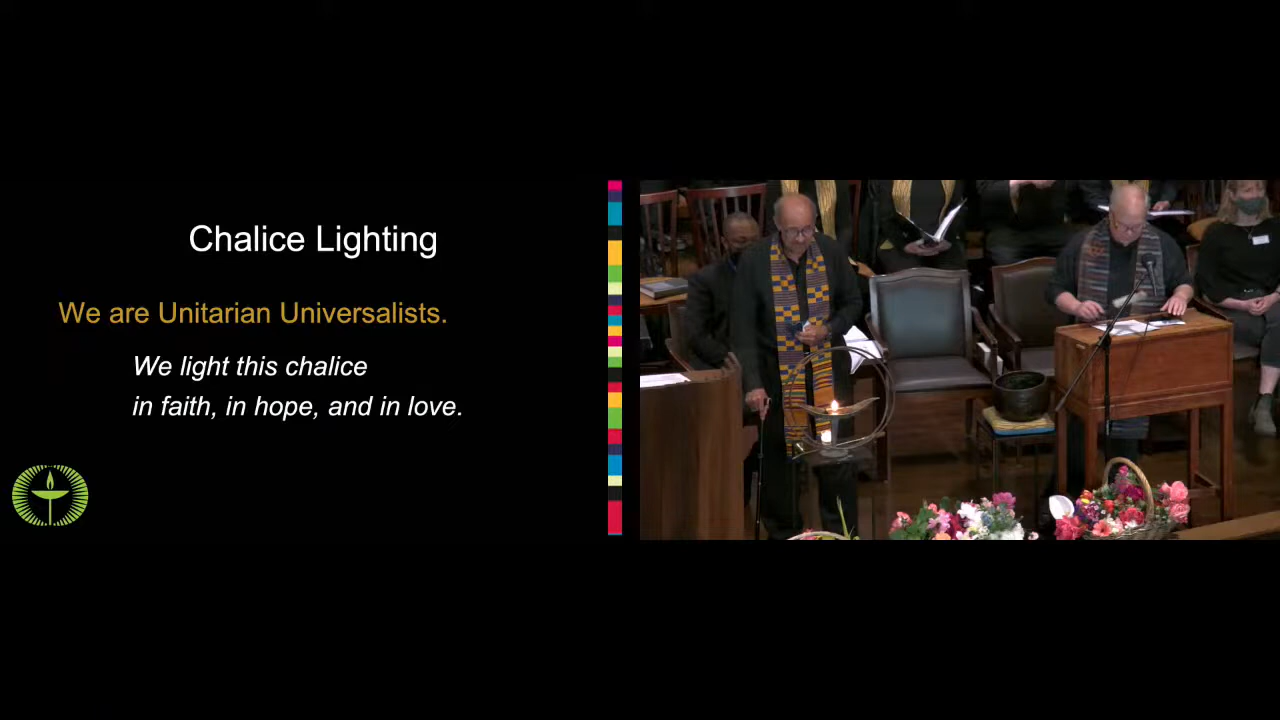 Chalice Lighting
We are Unitarian Universalists.
We light this chalice
in faith, in hope, and in love.